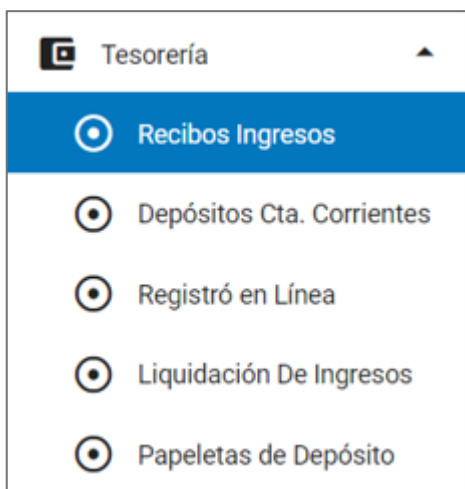 Tesorería
Recibos Ingresos
Depósitos Cta. Corrientes
Registró en Línea
Liquidación De Ingresos
Papeletas de Depósito